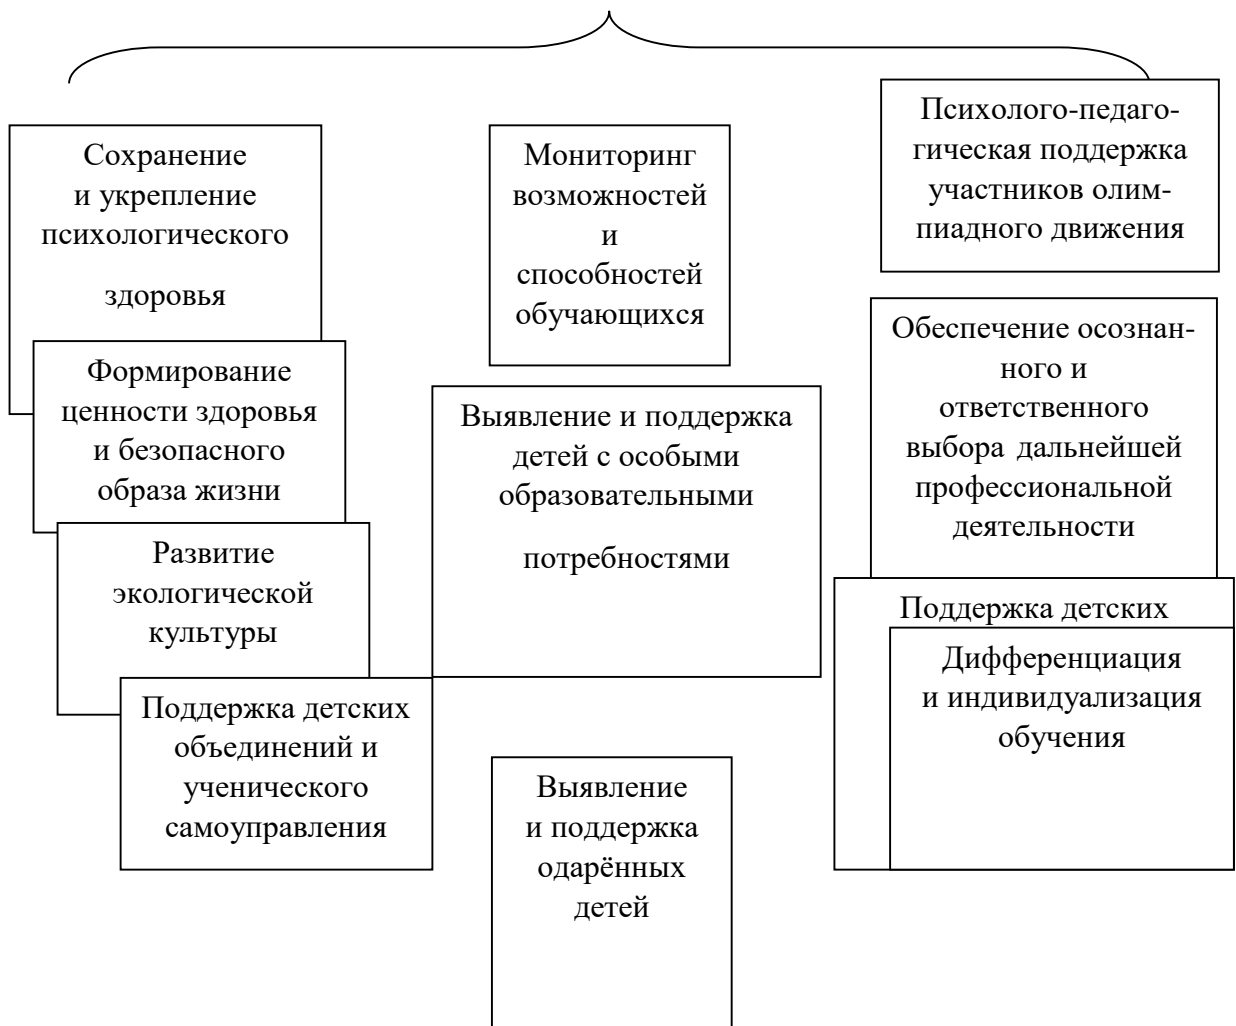 Сохранение
и укрепление
психологического
здоровья
Формирование
ценности здоровья
и безопасного
образа жизни
Развитие
экологической
культуры
Поддержка детских
объединений и
ученического
самоуправления
Мониторинг
возможностей
и
способностей
обучающихся
Выявление и поддержка
детей с особыми
образовательными
потребностями
Выявление
и поддержка
одарённых
детей
Психолого-педаго-
гическая поддержка
участников олим-
пиадного движения
Обеспечение осознан-
ного и
ответственного
выбора дальнейшей
профессиональной
деятельности
Поддержка детских
Дифференциация
и индивидуализация
обучения